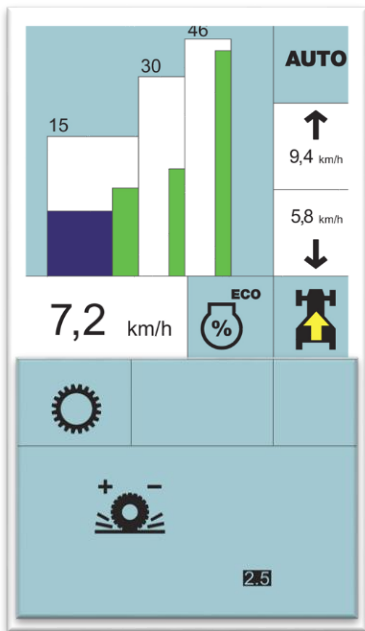 46
AUTO
30
15
9,4 km/h
5,8 km/h
7,2 km/h
ECO
%
+ -
2.5